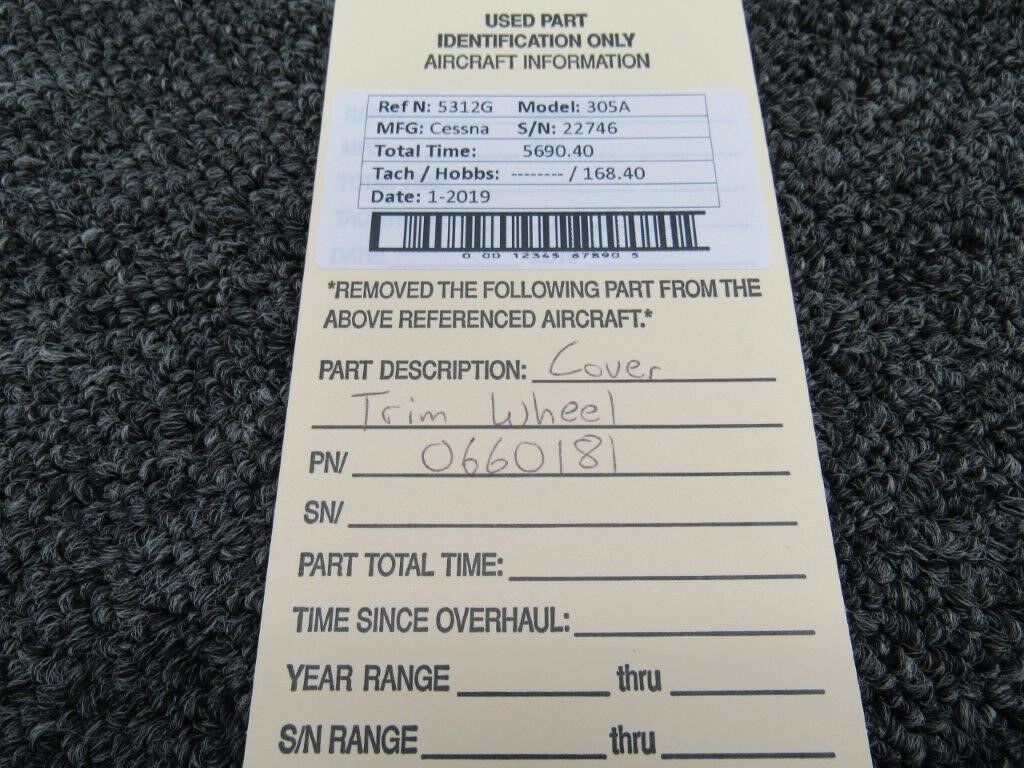 USED PART
IDENTIFICATION ONLY
AIRCRAFT INFORMATION
Ref N: 5312G Model: 305A
MFG: Cessna S/N: 22746
Total Time: 5690.40
Tach / Hobbs: -------- / 168.40
Date: 1-2019
0 00 12345 67890 5
*REMOVED THE FOLLOWING PART FROM THE
ABOVE REFERENCED AIRCRAFT.*
PART DESCRIPTION: Cover
Trim Wheel
PN/ 0660181
SN/
PART TOTAL TIME:
TIME SINCE OVERHAUL:
YEAR RANGE thru
S/N RANGE thru